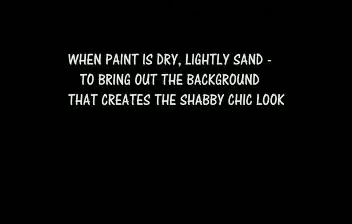 WHEN PAINT IS DRY, LIGHTLY SAND -
TO BRING OUT THE BACKGROUND
THAT CREATES THE SHABBY CHIC LOOK